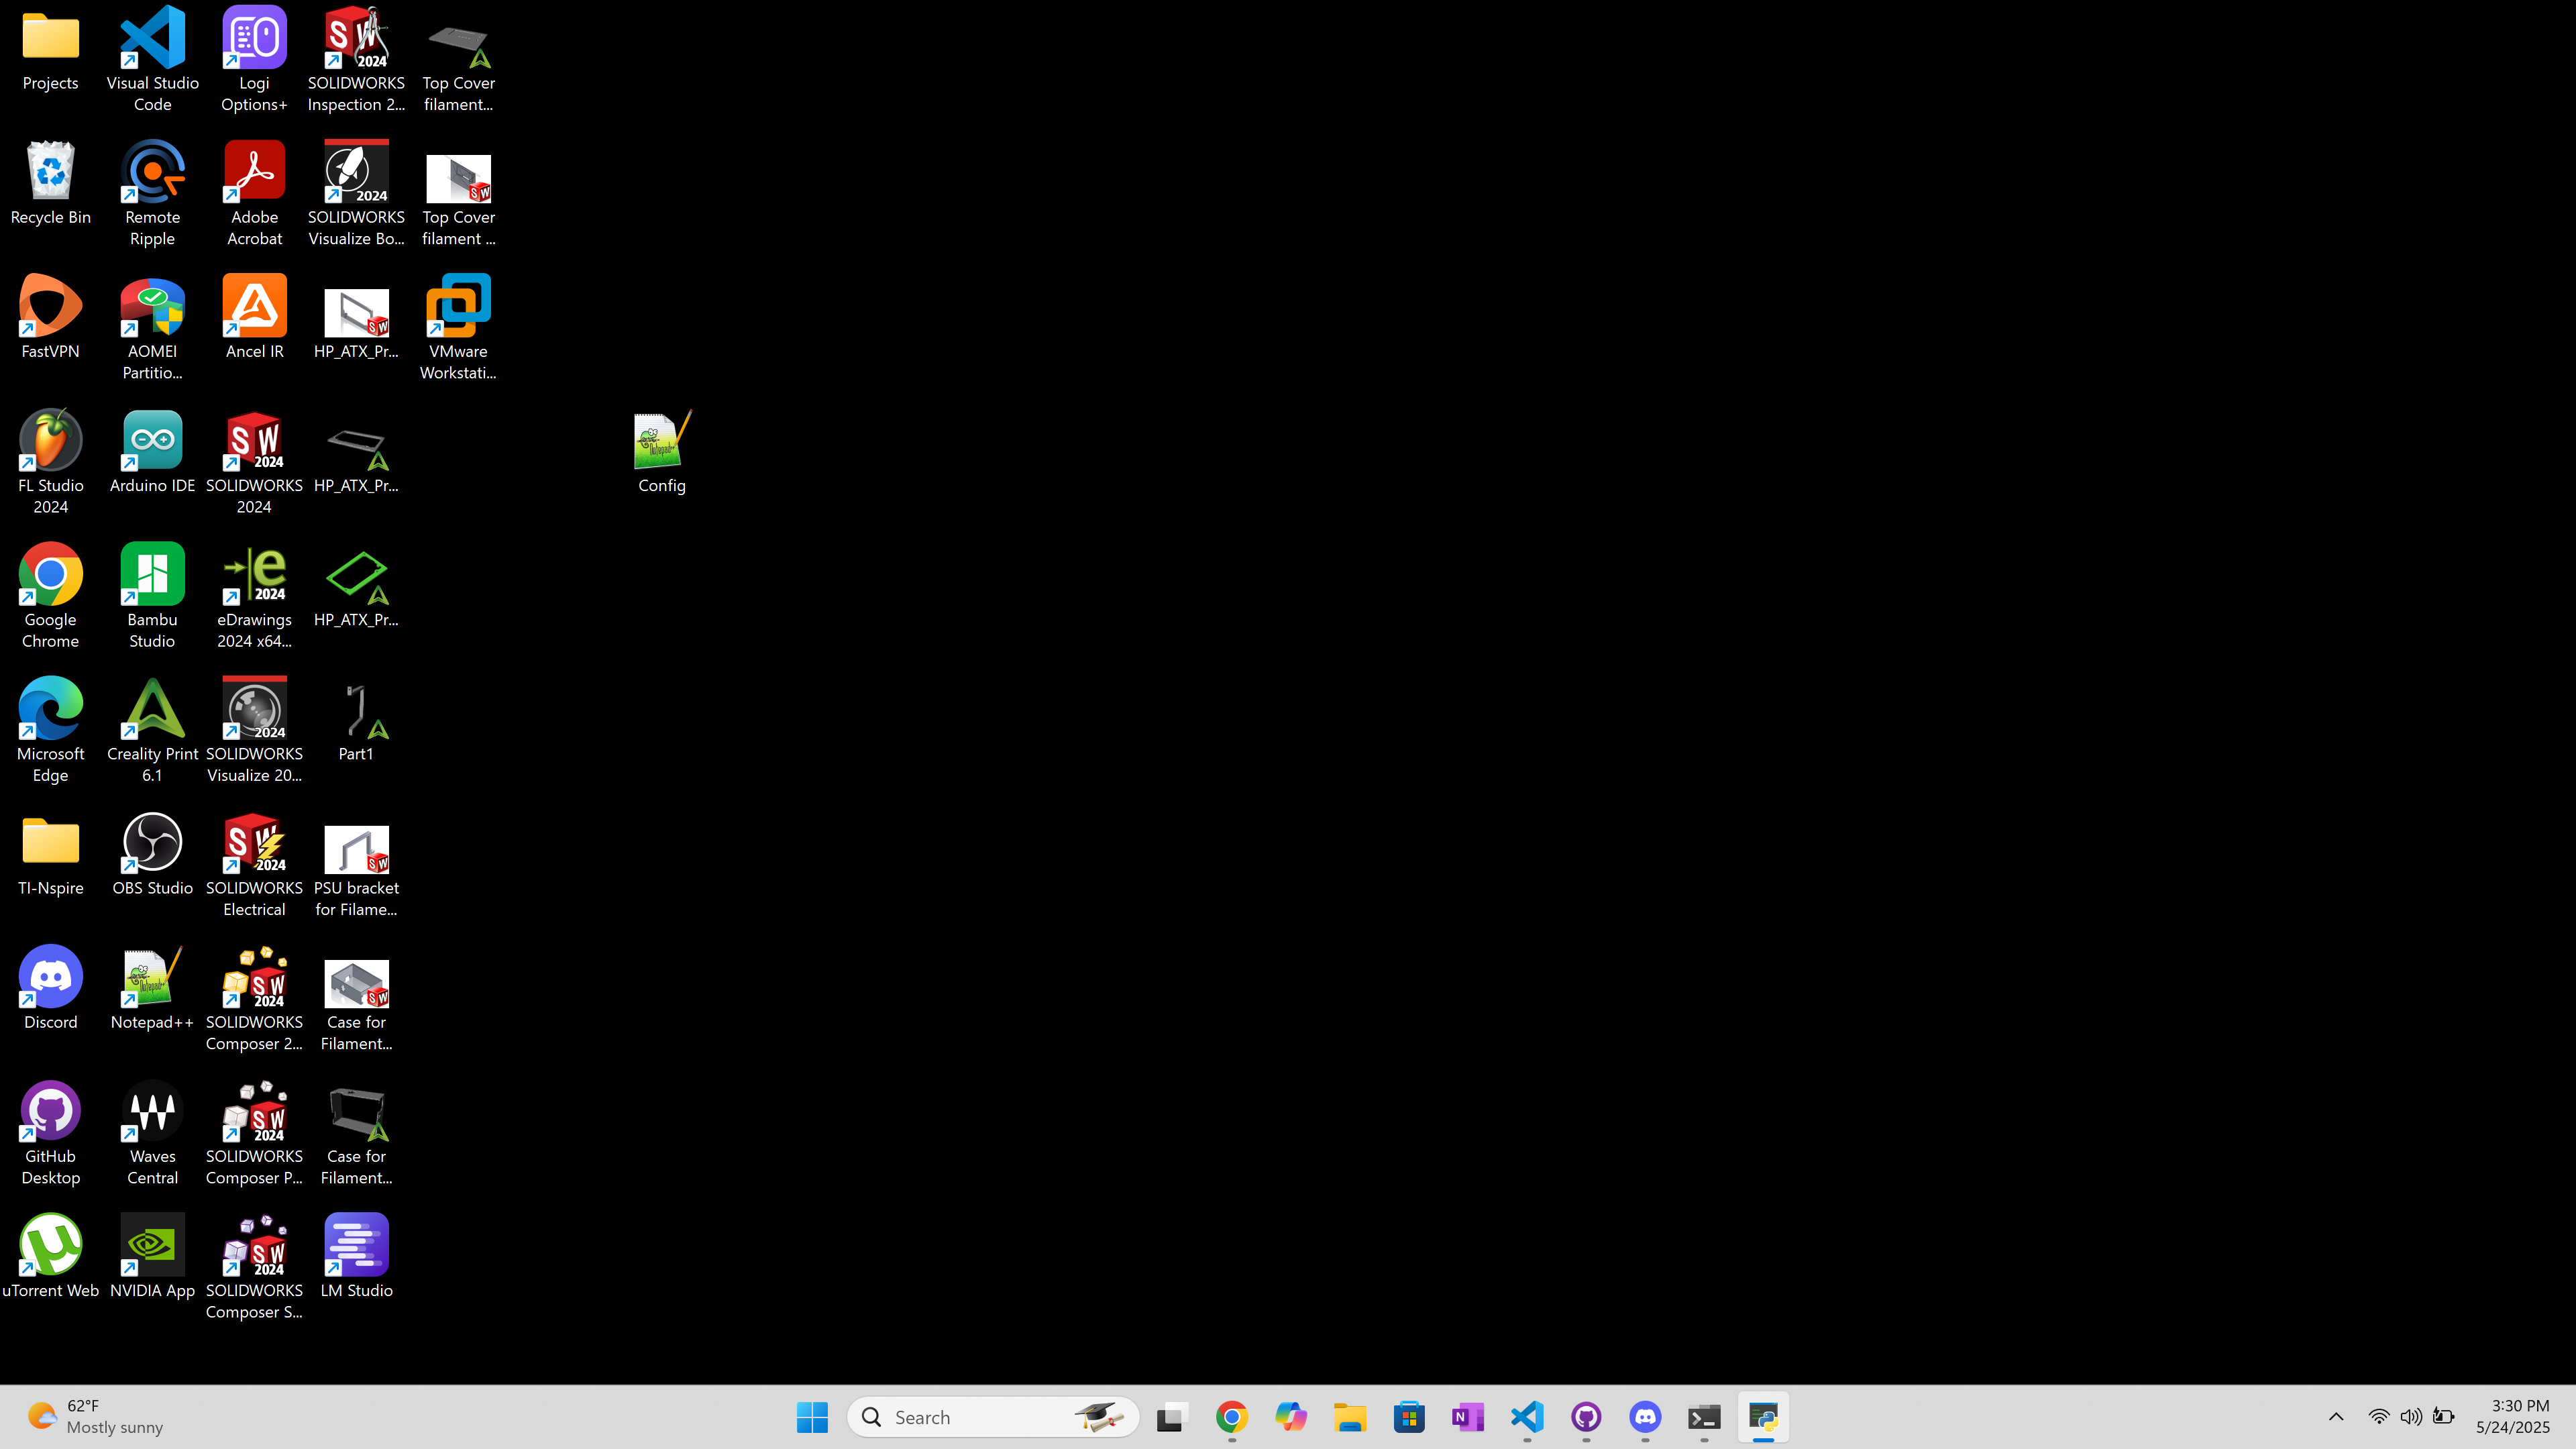 Projects
Visual Studio
Code
Logi
Options+
SOLIDWORKS
Inspection 2...
Top Cover
filament...
Recycle Bin
Remote
Ripple
Adobe
Acrobat
SOLIDWORKS
Visualize Bo...
Top Cover
filament ...
FastVPN
AOMEI
Partitio...
Ancel IR
HP_ATX_Pr...
VMware
Workstati...
FL Studio
2024
Arduino IDE
SOLIDWORKS
2024
HP_ATX_Pr...
Config
Google
Chrome
Bambu
Studio
eDrawings
2024 x64...
HP_ATX_Pr...
Microsoft
Edge
Creality Print
6.1
SOLIDWORKS
Visualize 20...
Part1
TI-Nspire
OBS Studio
SOLIDWORKS
Electrical
PSU bracket
for Filame...
Discord
Notepad++
SOLIDWORKS
Composer 2...
Case for
Filament...
GitHub
Desktop
Waves
Central
SOLIDWORKS
Composer P...
Case for
Filament...
uTorrent Web
NVIDIA App
SOLIDWORKS
Composer S...
LM Studio
62°F
Mostly sunny
Search
3:30 PM
5/24/2025